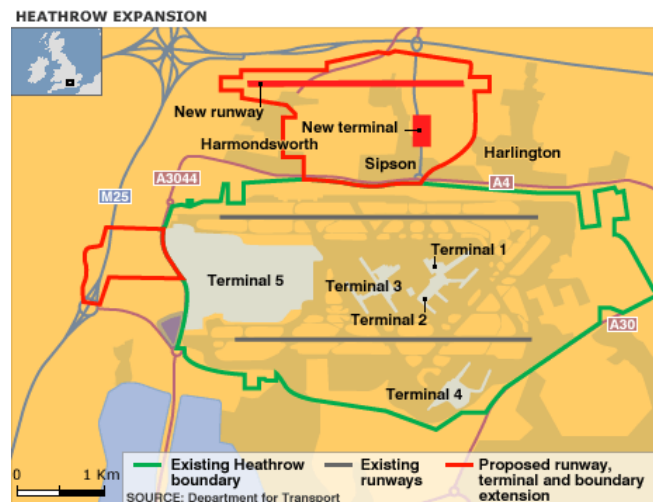 HEATHROW EXPANSION
New runway
New terminal
Harmondsworth
Sipson
Harlington
A3044
A4
M25
Terminal 1
Terminal 5
Terminal 3
Terminal 2
A30
Terminal 4
0 1 Km
Existing Heathrow
boundary
Existing
runways
Proposed runway,
terminal and boundary
extension
SOURCE: Department for Transport